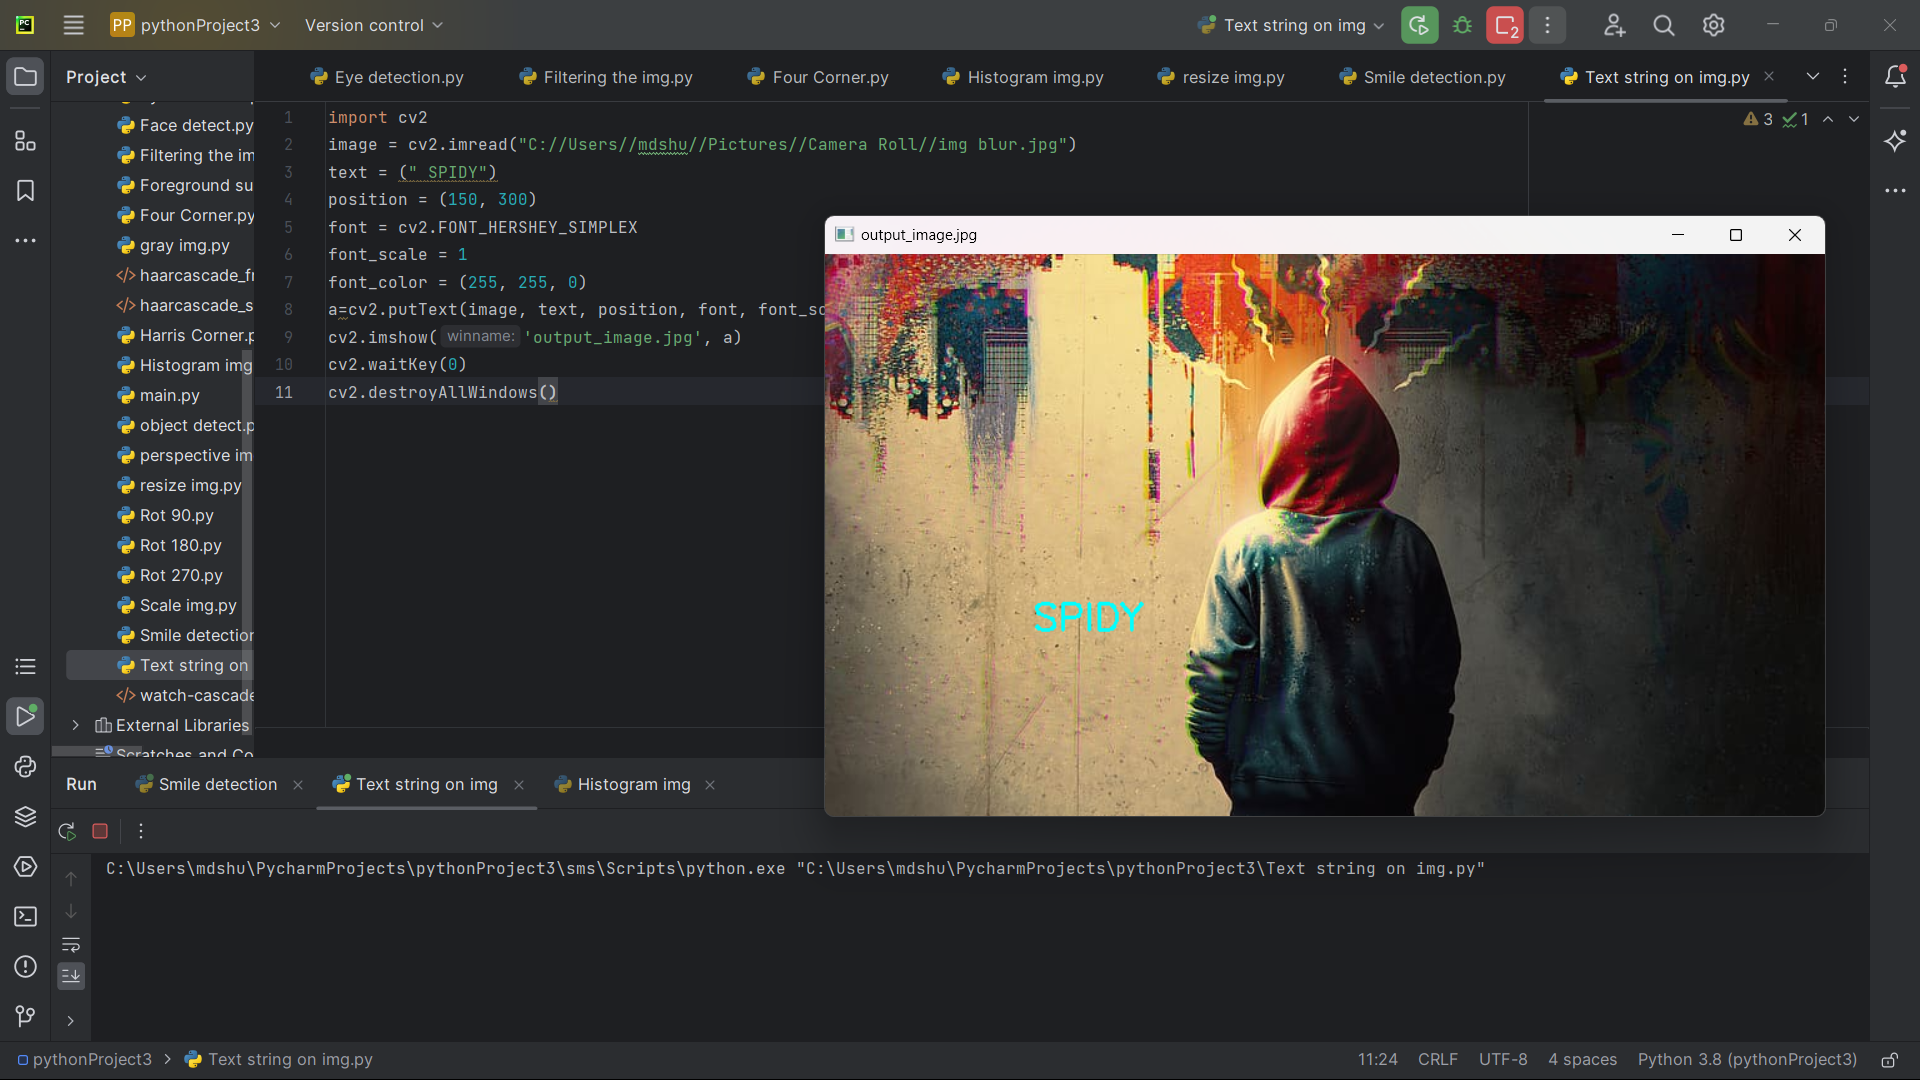 PC
PP pythonProject3 Version control Text string on img 2
Project Eye detection.py Filtering the img.py Four Corner.py Histogram img.py resize img.py Smile detection.py Text string on img.py
Face detect.py
Filtering the im
Foreground su
Four Corner.py
gray img.py
haarcascade_fr
haarcascade_s
Harris Corner.p
Histogram img
main.py
object detect.p
perspective im
resize img.py
Rot 90.py
Rot 180.py
Rot 270.py
Scale img.py
Smile detection
Text string on
watch-cascade
External Libraries
Scratches and Co
3 1
1 import cv2
2 image = cv2.imread("C://Users//mdshu//Pictures//Camera Roll//img blur.jpg")
3 text = (" SPIDY")
4 position = (150, 300)
5 font = cv2.FONT_HERSHEY_SIMPLEX
6 font_scale = 1
7 font_color = (255, 255, 0)
8 a=cv2.putText(image, text, position, font, font_sc
9 cv2.imshow( winname: 'output_image.jpg', a)
10 cv2.waitKey(0)
11 cv2.destroyAllWindows()
output_image.jpg
SPIDY
Run Smile detection Text string on img Histogram img
C:\Users\mdshu\PycharmProjects\pythonProject3\sms\Scripts\python.exe "C:\Users\mdshu\PycharmProjects\pythonProject3\Text string on img.py"
pythonProject3 > Text string on img.py 11:24 CRLF UTF-8 4 spaces Python 3.8 (pythonProject3)